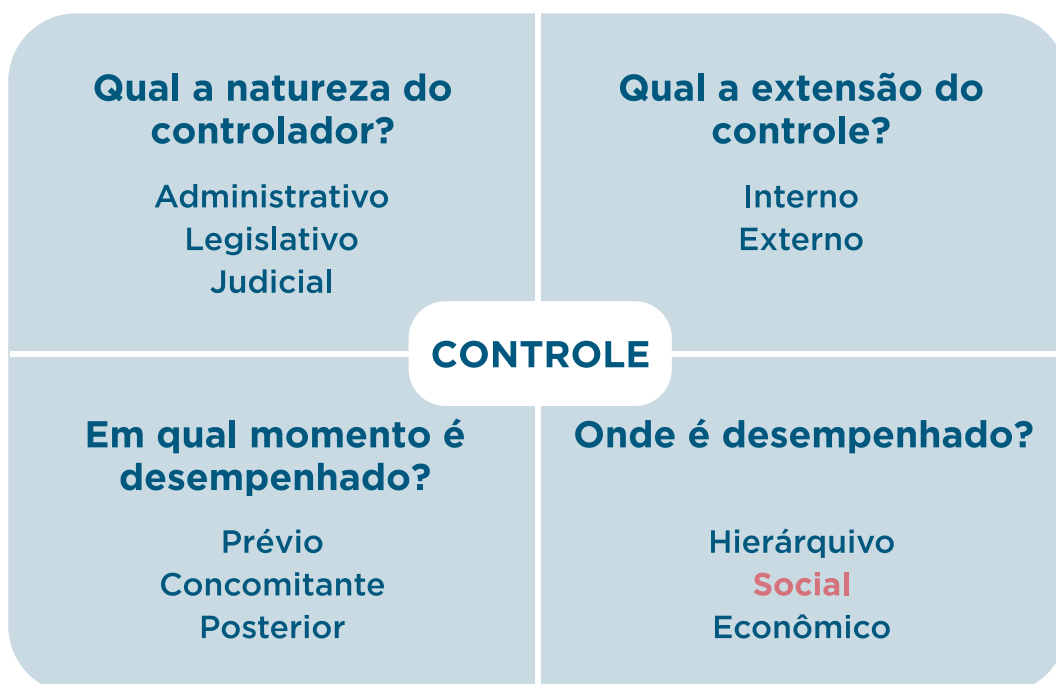 Qual a natureza do
controlador?
Administrativo
Legislativo
Judicial
Qual a extensão do
controle?
Interno
Externo
CONTROLE
Em qual momento é
desempenhado?
Prévio
Concomitante
Posterior
Onde é desempenhado?
Hierárquivo
Social
Econômico